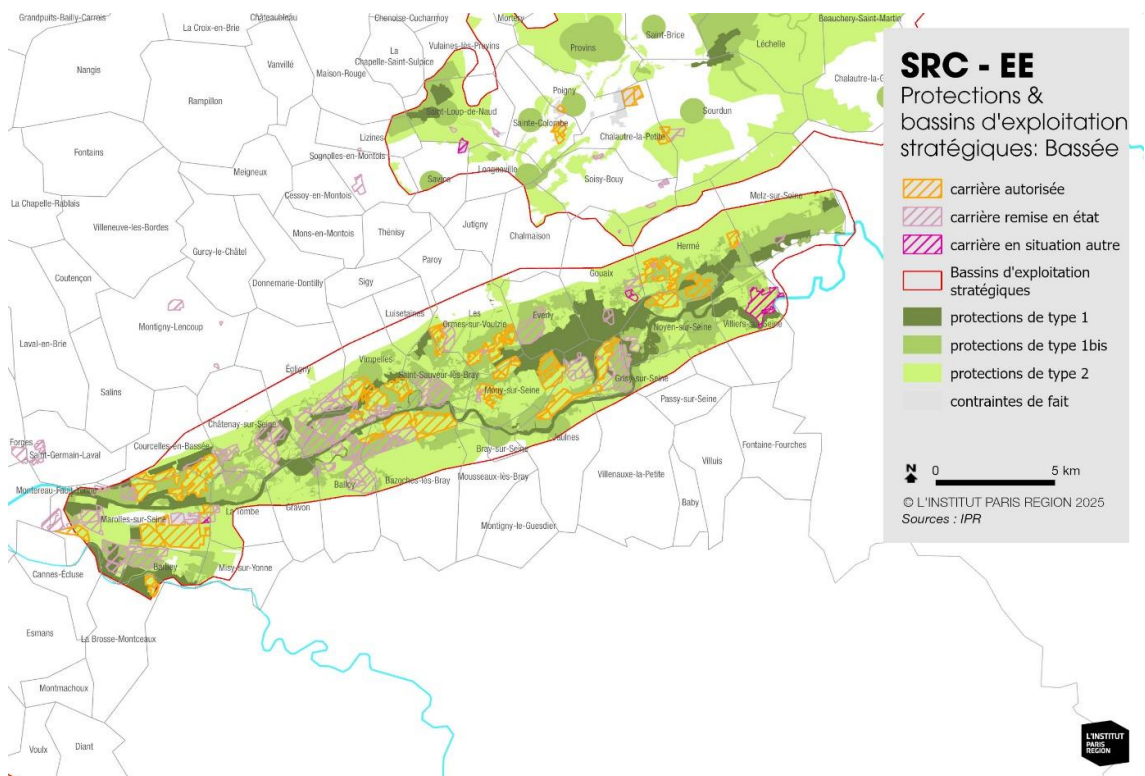 Grandpuits-Bailly-Carrois
La Croix-en-Brie
Châteaubleau
Chenoise-Cucharmoy
Mortery
Beauchery-Saint-Martin
Saint-Brice
Vulaines-lès-Provins
Provins
Léchelle
La
Chapelle-Saint-Sulpice
Vanvillé
Maison-Rouge
Nangis
Rampillon
Poigny
Chalautre-la-G
Saint-Loup-de-Naud
Sainte-Colombe
Sourdun
Lizines
Chalautre-la-Petite
Fontains
Sognolles-en-Montois
Longueville
Meigneux
Savins
Soisy-Bouy
Cessoy-en-Montois
Melz-sur-Seine
La Chapelle-Rablais
Villeneuve-les-Bordes
Jutigny
Mons-en-Montois
Thénisy
Chalmaison
Hermé
Gurcy-le-Châtel
Paroy
Gouaix
Coutençon
Donnemarie-Dontilly
Sigy
Luisetaines
Les
Ormes-sur-Voulzie
Everly
Montigny-Lencoup
Noyen-sur-Seine
Villiers-sur-Seine
Laval-en-Brie
Vimpelles
Égligny
Saint-Sauveur-lès-Bray
Mouy-sur-Seine
Grisy-sur-Seine
Salins
Passy-sur-Seine
Châtenay-sur-Seine
Jaulnes
Forges
Courcelles-en-Bassée
Bray-sur-Seine
Fontaine-Fourches
Saint-Germain-Laval
Balloy
Bazoches-lès-Bray
Mousseaux-lès-Bray
Villenauxe-la-Petite
Villuis
Montereau-Fault-Yonne
Baby
Marolles-sur-Seine
La Tombe
Gravon
Montigny-le-Guesdier
Cannes-Écluse
Barbey
Misy-sur-Yonne
Esmans
La Brosse-Montceaux
Montmachoux
Voulx
Diant
SRC - EE
Protections &
bassins d'exploitation
stratégiques: Bassée
carrière autorisée
carrière remise en état
carrière en situation autre
Bassins d'exploitation
stratégiques
protections de type 1
protections de type 1bis
protections de type 2
contraintes de fait
N
0
5 km
© L'INSTITUT PARIS REGION 2025
Sources : IPR
L'INSTITUT
PARIS
REGION